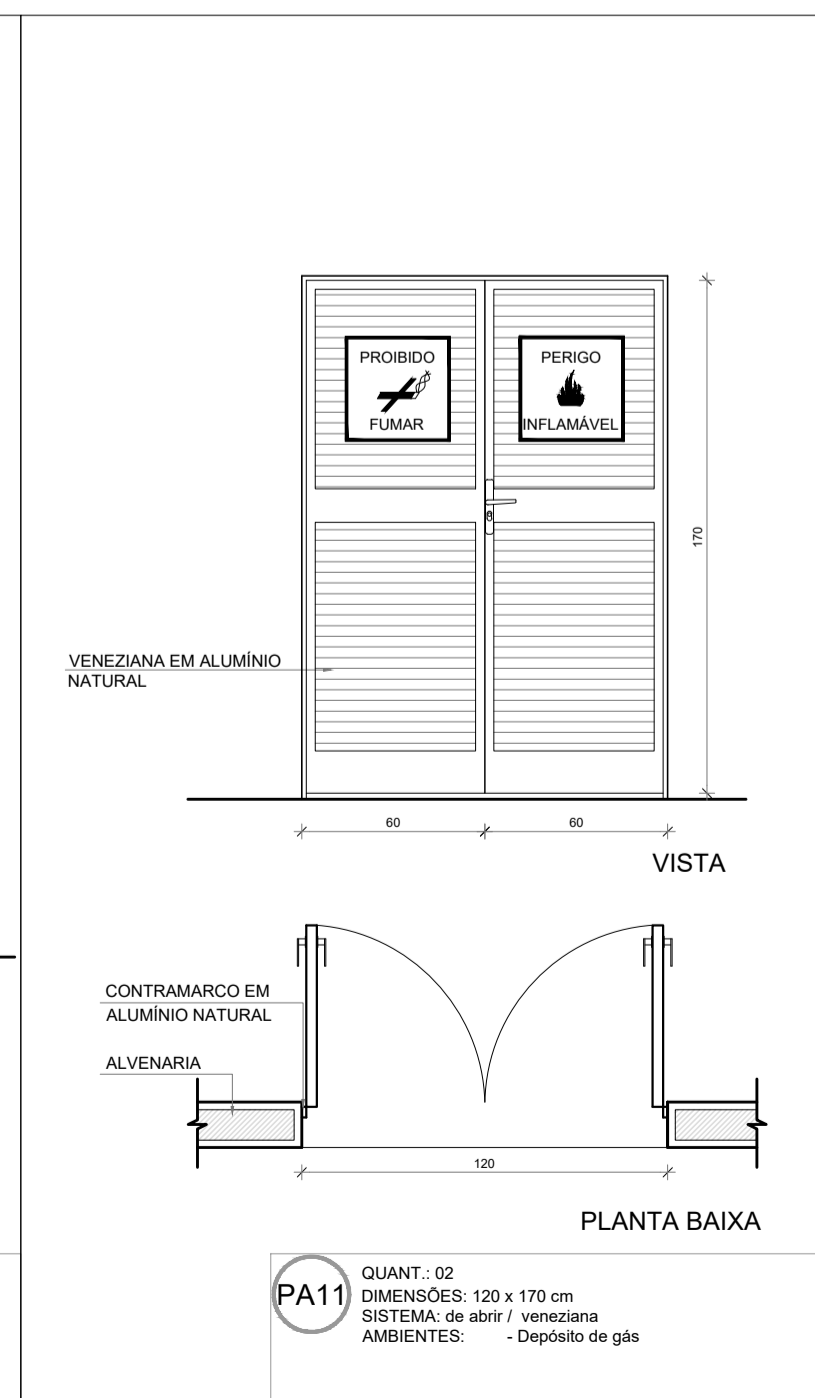 PROIBIDO
FUMAR
PERIGO
INFLAMÁVEL
170
VENEZIANA EM ALUMÍNIO
NATURAL
60
60
VISTA
CONTRAMARCO EM
ALUMÍNIO NATURAL
ALVENARIA
120
PLANTA BAIXA
PA11
QUANT.: 02
DIMENSÕES: 120 x 170 cm
SISTEMA: de abrir / veneziana
AMBIENTES: - Depósito de gás